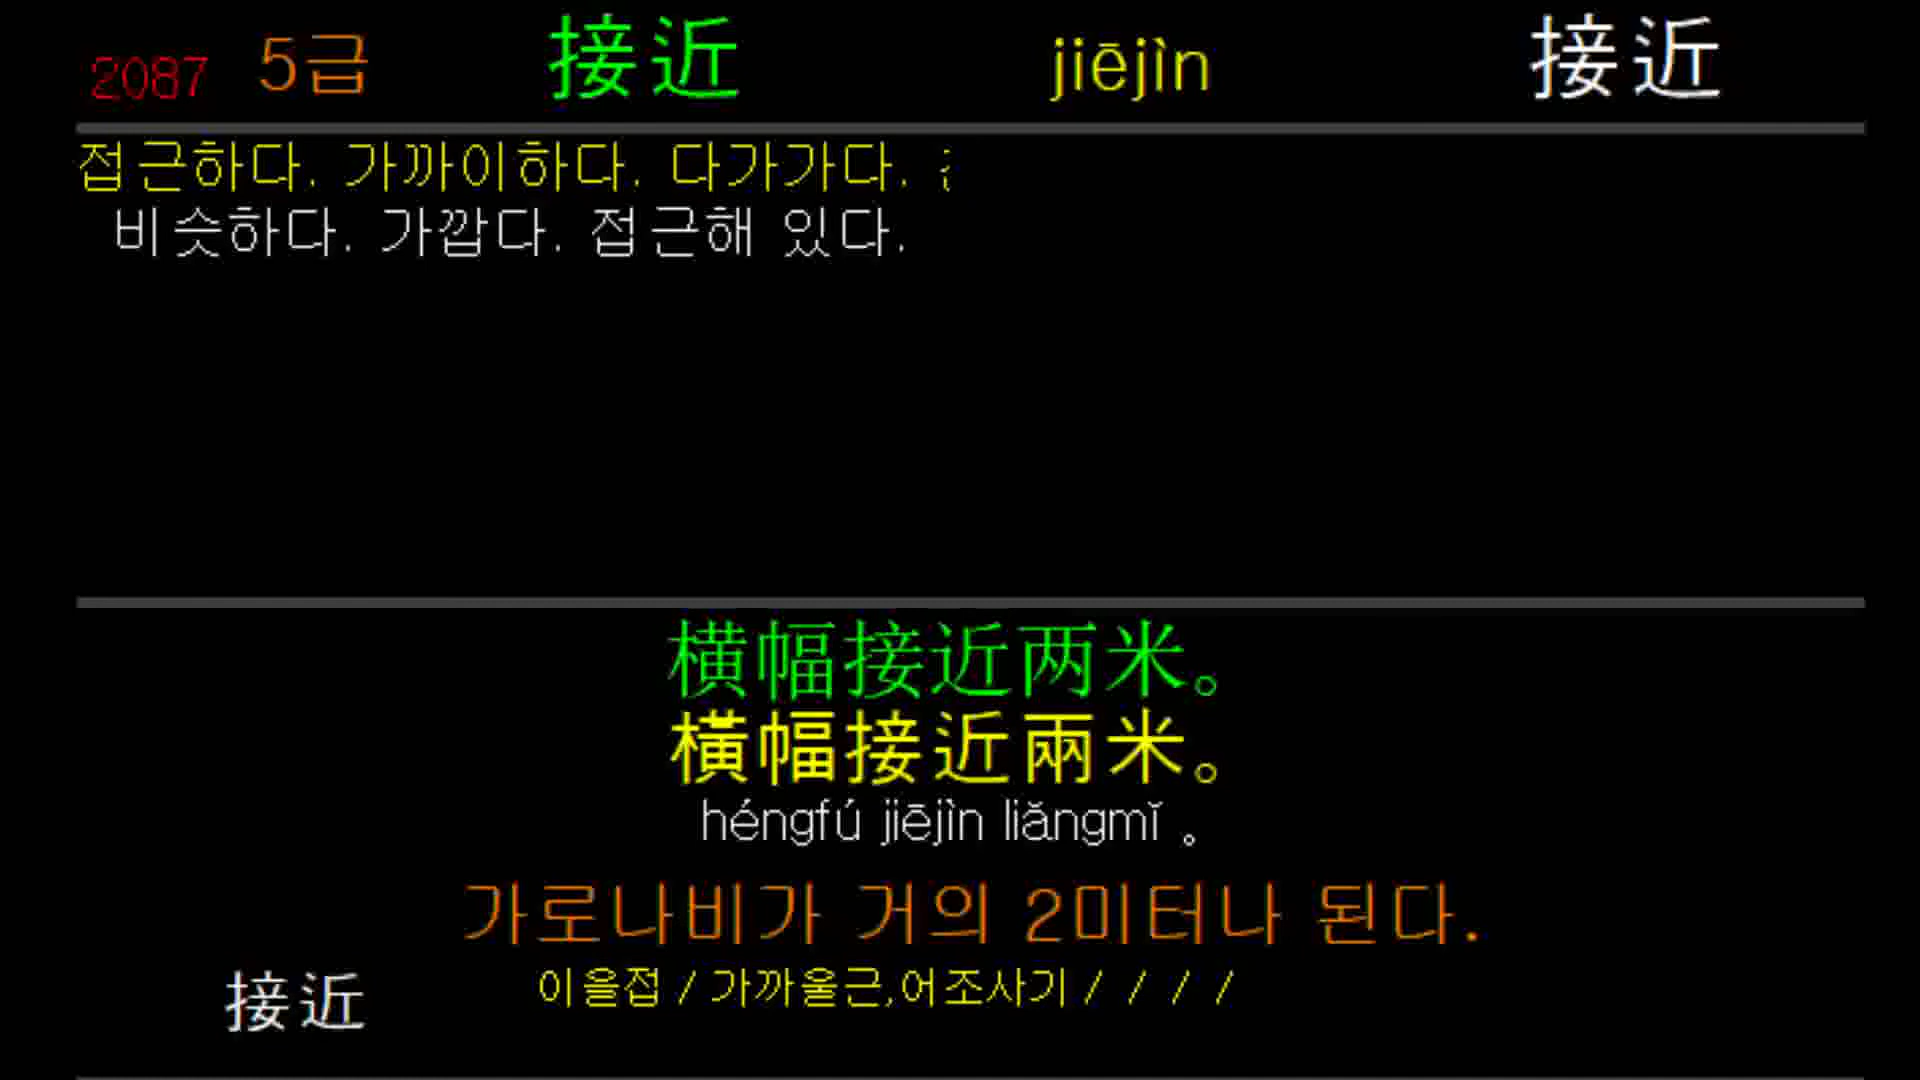 2087 5급 接近 jiējìn 接近
접근하다. 가까이하다. 다가가다.
비슷하다. 가깝다. 접근해 있다.
横幅接近两米。
橫幅接近兩米。
héngfú jiējìn liǎngmǐ 。
가로나비가 거의 2미터나 된다.
接近 이을접 / 가까울근,어조사기 / / / /